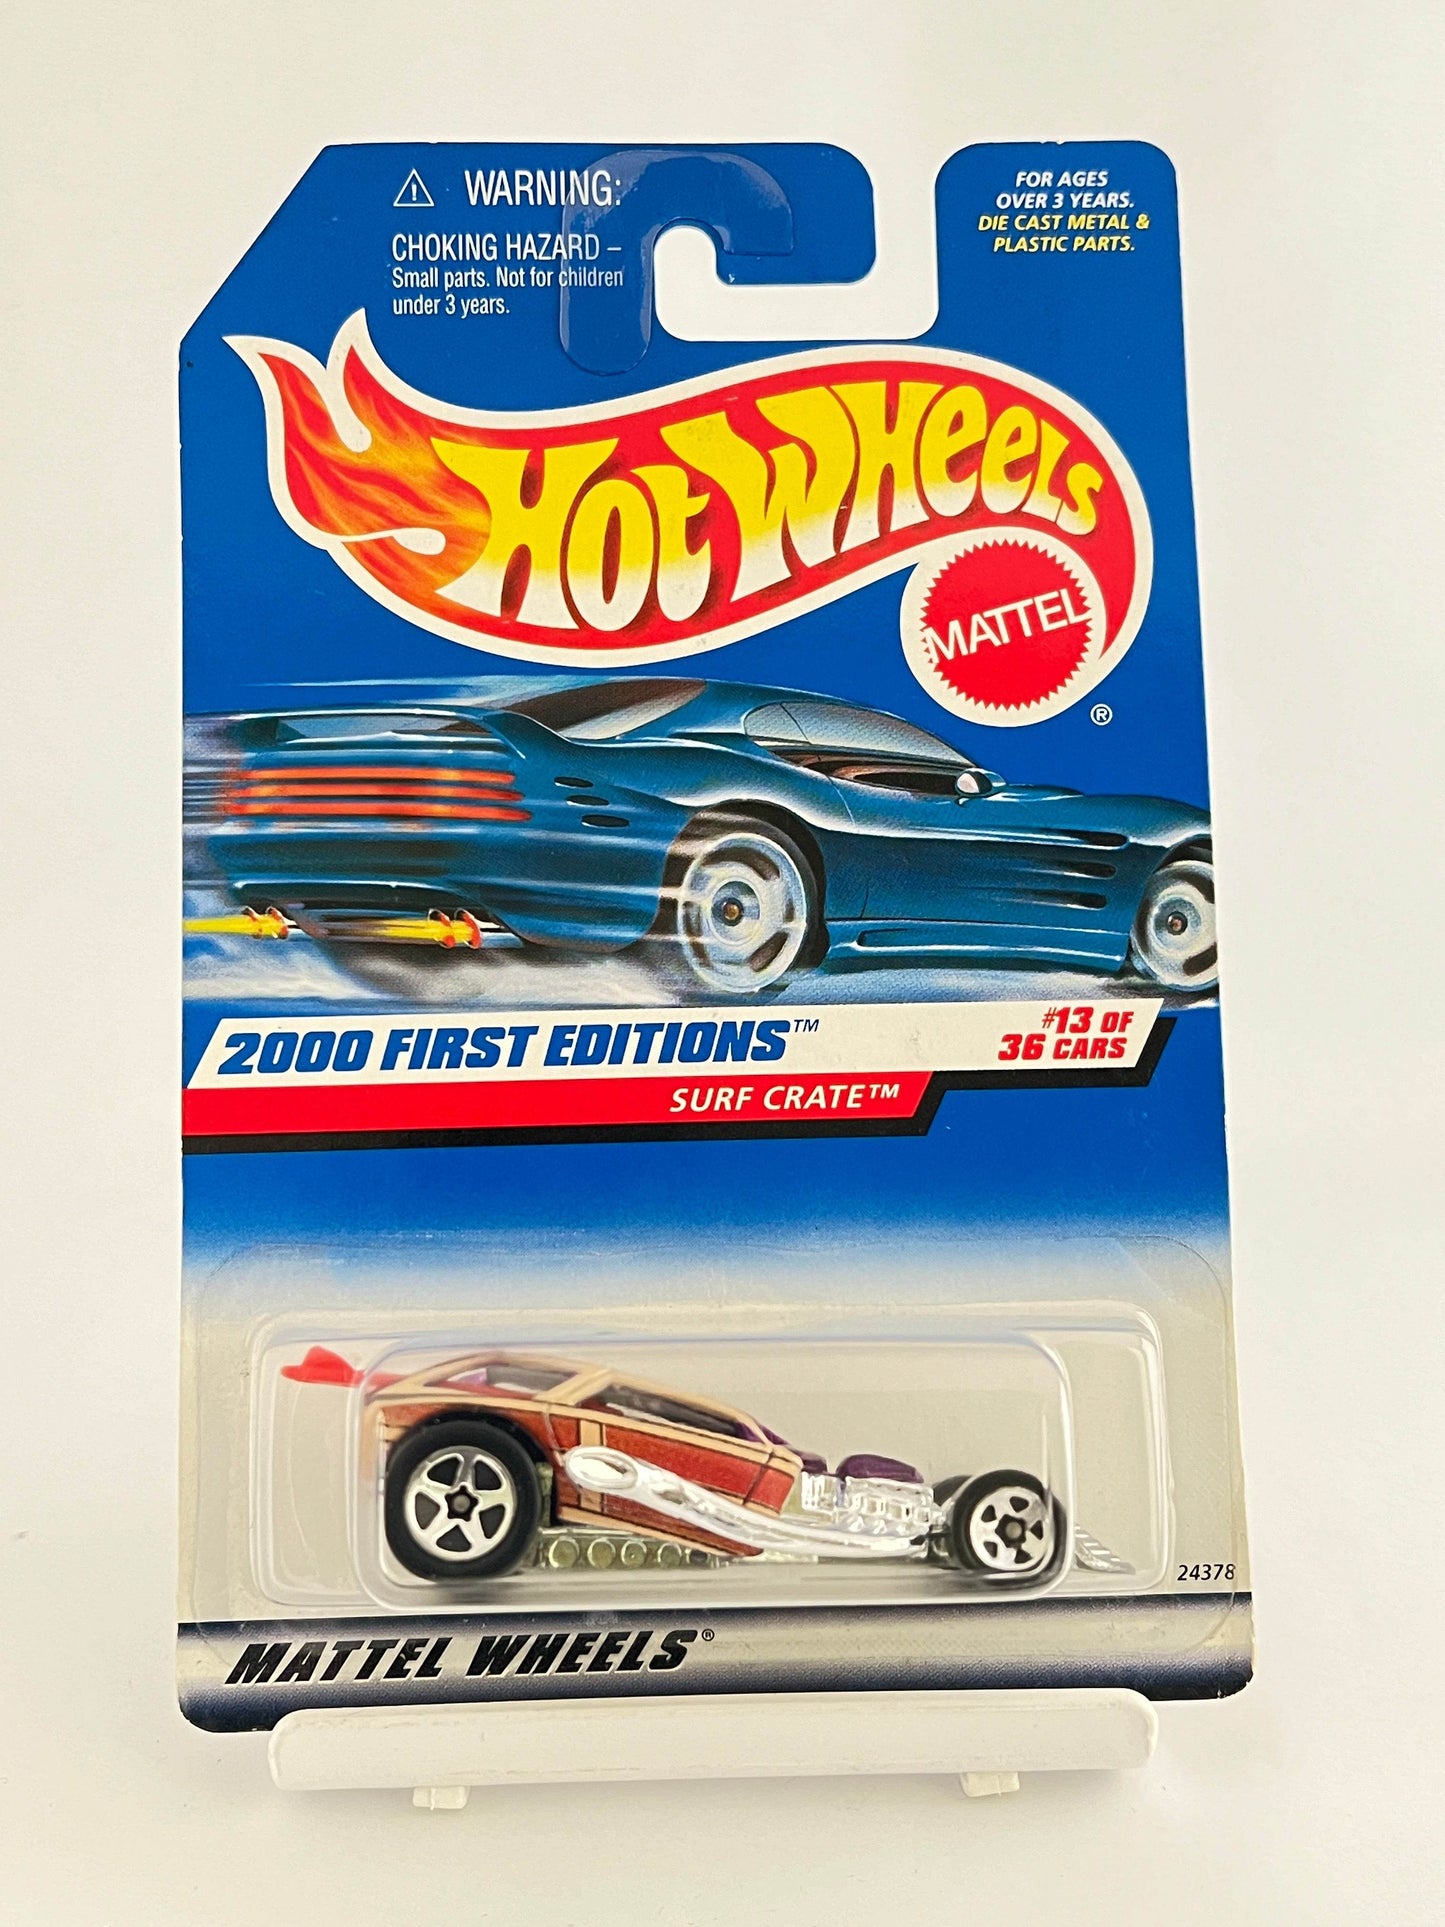 WARNING:
CHOKING HAZARD –
Small parts. Not for children
under 3 years.
FOR AGES
OVER 3 YEARS.
DIE CAST METAL &
PLASTIC PARTS.
HOT WHEELS
MATTEL
®
2000 FIRST EDITIONS™
#13 OF
36 CARS
SURF CRATE™
24378
MATTEL WHEELS®